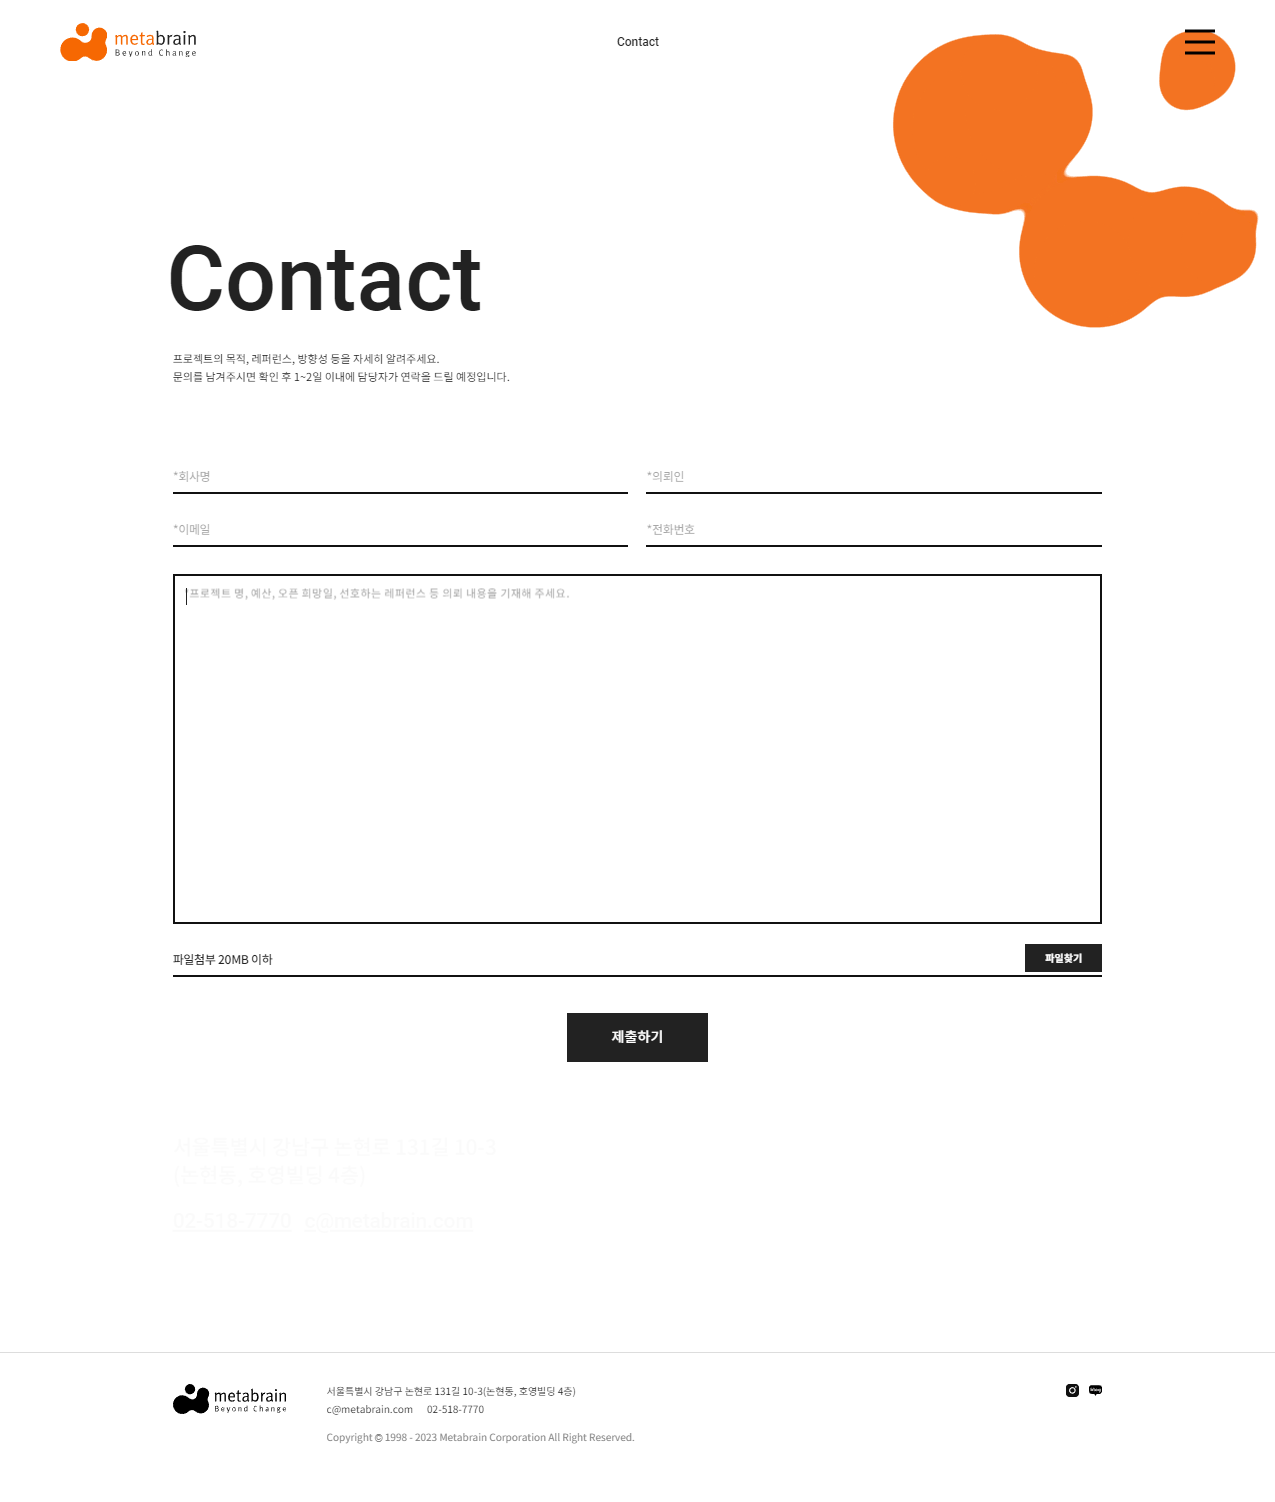 metabrain
Beyond Change
Contact
Contact
프로젝트의 목적, 레퍼런스, 방향성 등을 자세히 알려주세요.
문의를 남겨주시면 확인 후 1~2일 이내에 담당자가 연락을 드릴 예정입니다.
*회사명
*의뢰인
*이메일
*전화번호
*프로젝트 명, 예산, 오픈 희망일, 선호하는 레퍼런스 등 의뢰 내용을 기재해 주세요.
파일첨부 20MB 이하
파일찾기
제출하기
서울특별시 강남구 논현로 131길 10-3
(논현동, 호영빌딩 4층)
02-518-7770 c@metabrain.com
metabrain
Beyond Change
서울특별시 강남구 논현로 131길 10-3(논현동, 호영빌딩 4층)
c@metabrain.com 02-518-7770
Copyright © 1998 - 2023 Metabrain Corporation All Right Reserved.
blog